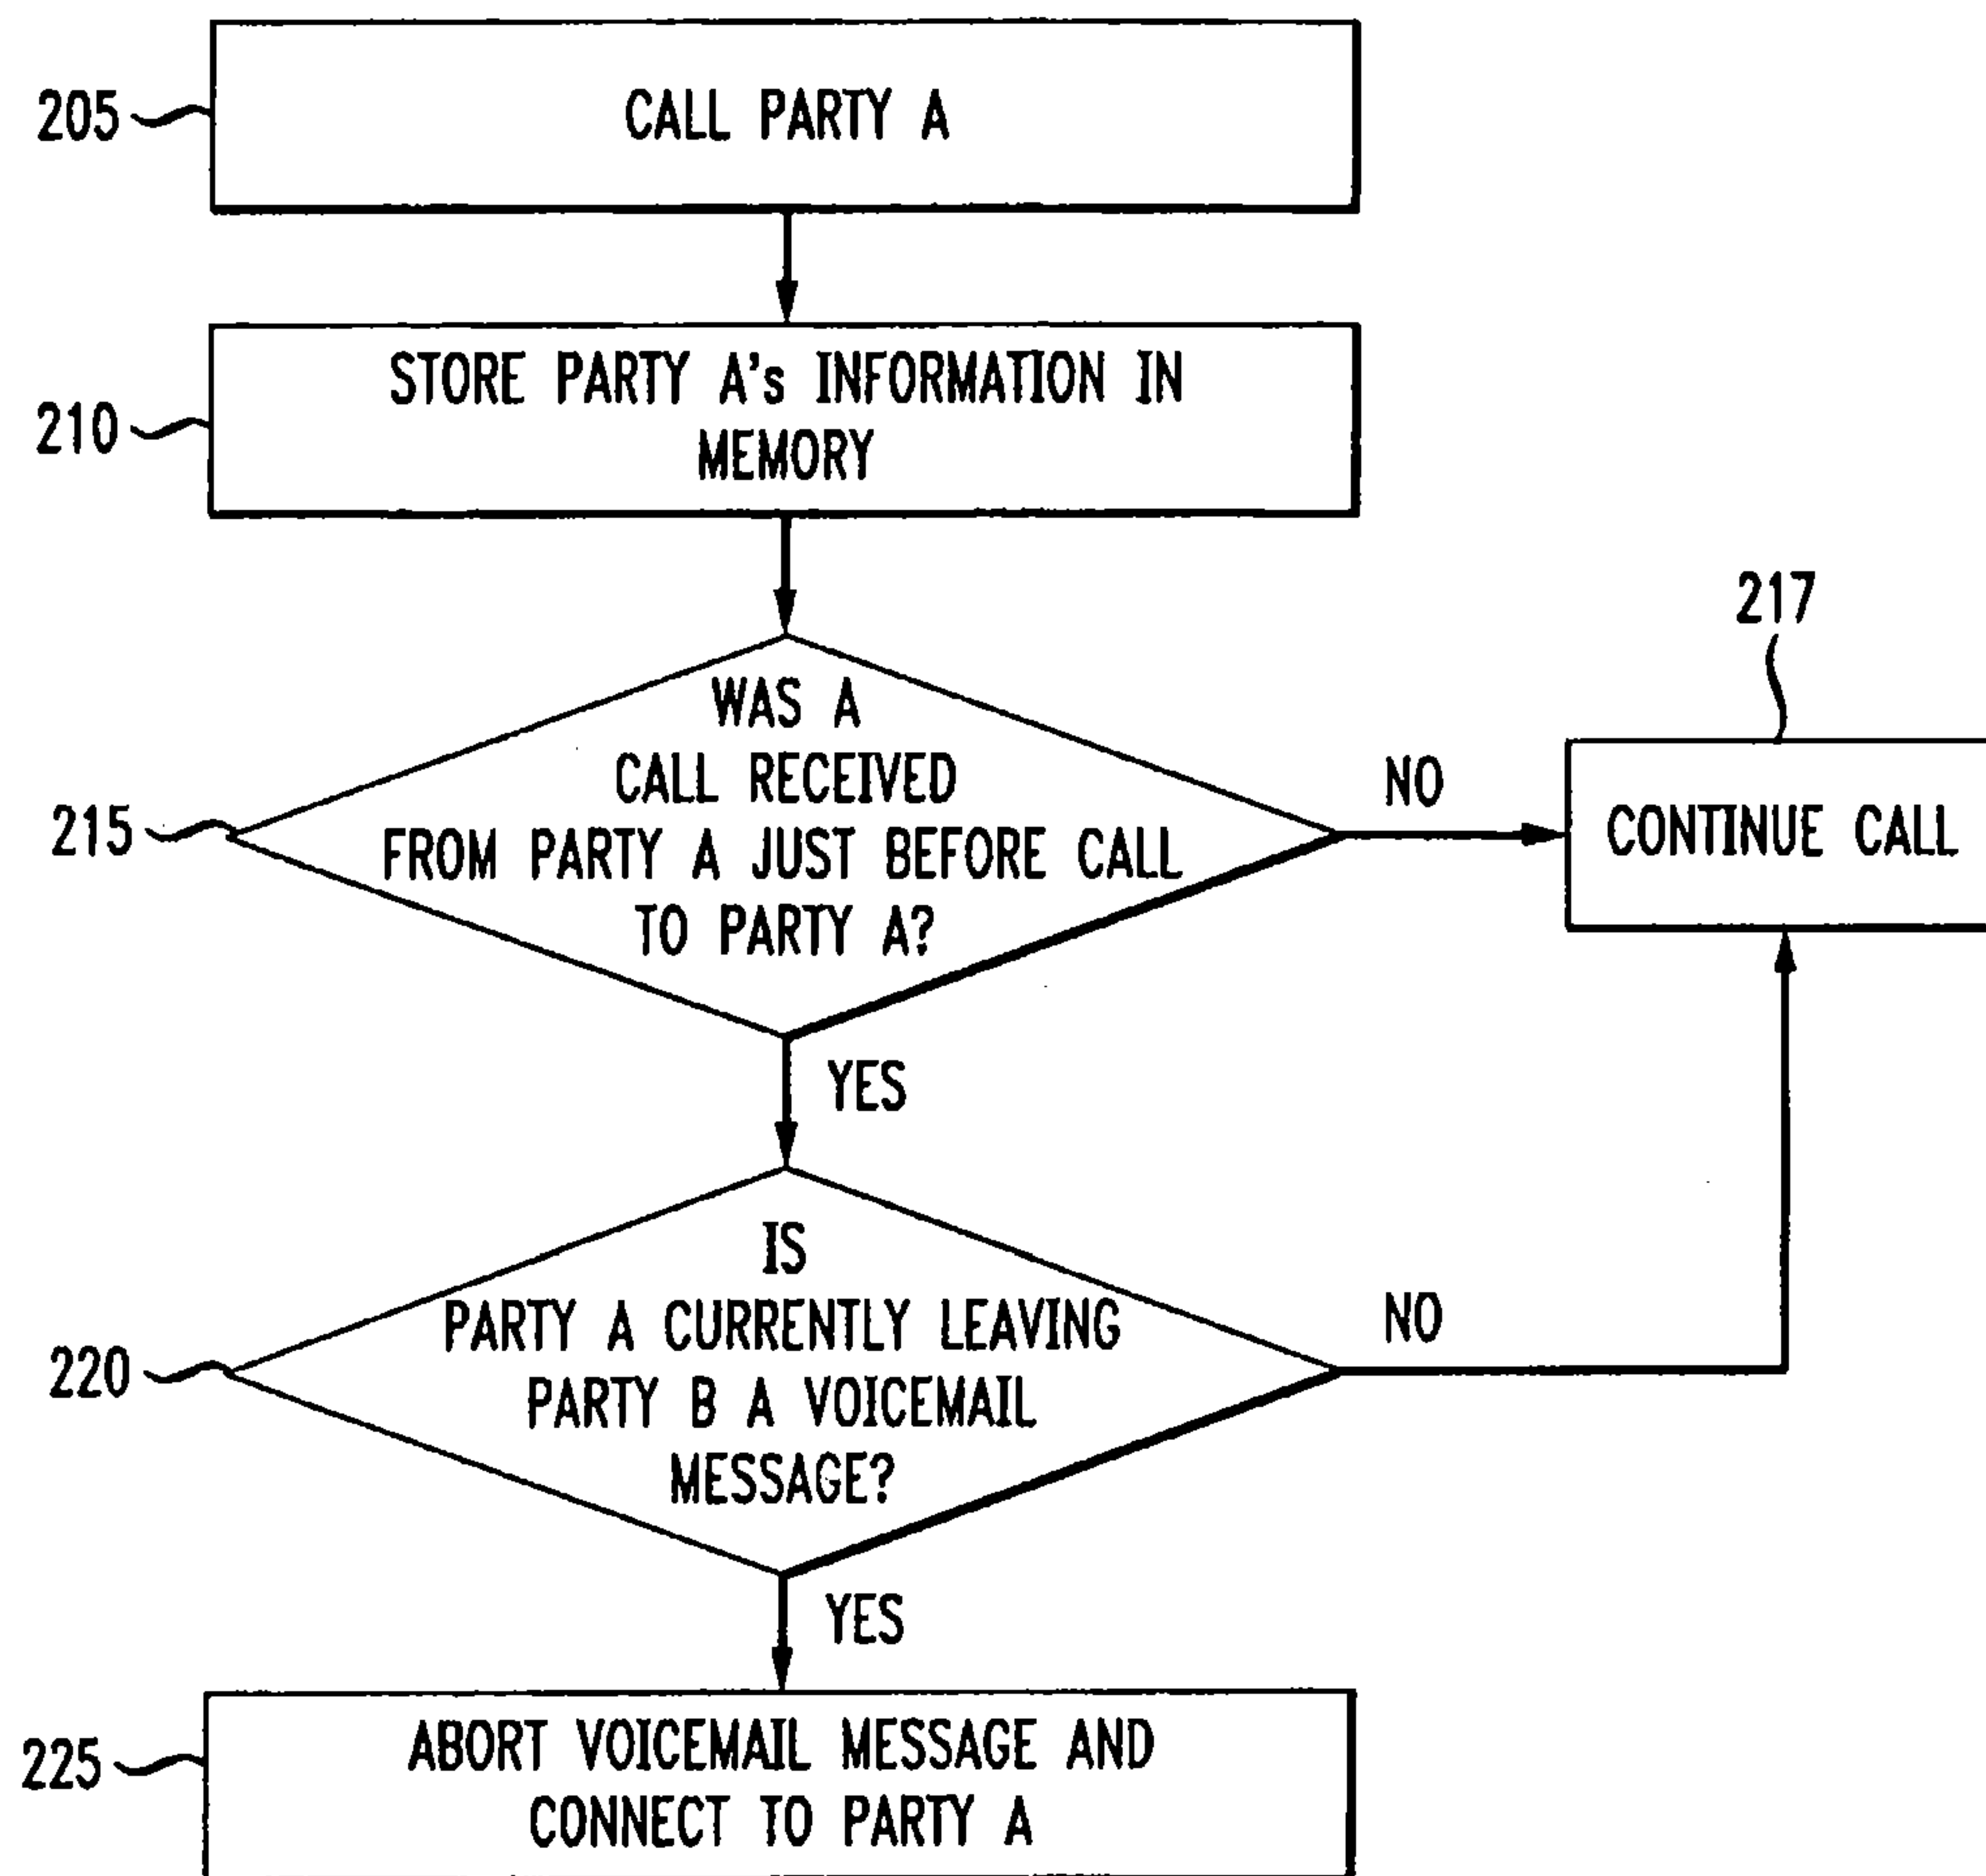 205
CALL PARTY A
210
STORE PARTY A's INFORMATION IN
MEMORY
217
215
WAS A
CALL RECEIVED
FROM PARTY A JUST BEFORE CALL
TO PARTY A?
NO
CONTINUE CALL
YES
220
IS
PARTY A CURRENTLY LEAVING
PARTY B A VOICEMAIL
MESSAGE?
NO
YES
225
ABORT VOICEMAIL MESSAGE AND
CONNECT TO PARTY A